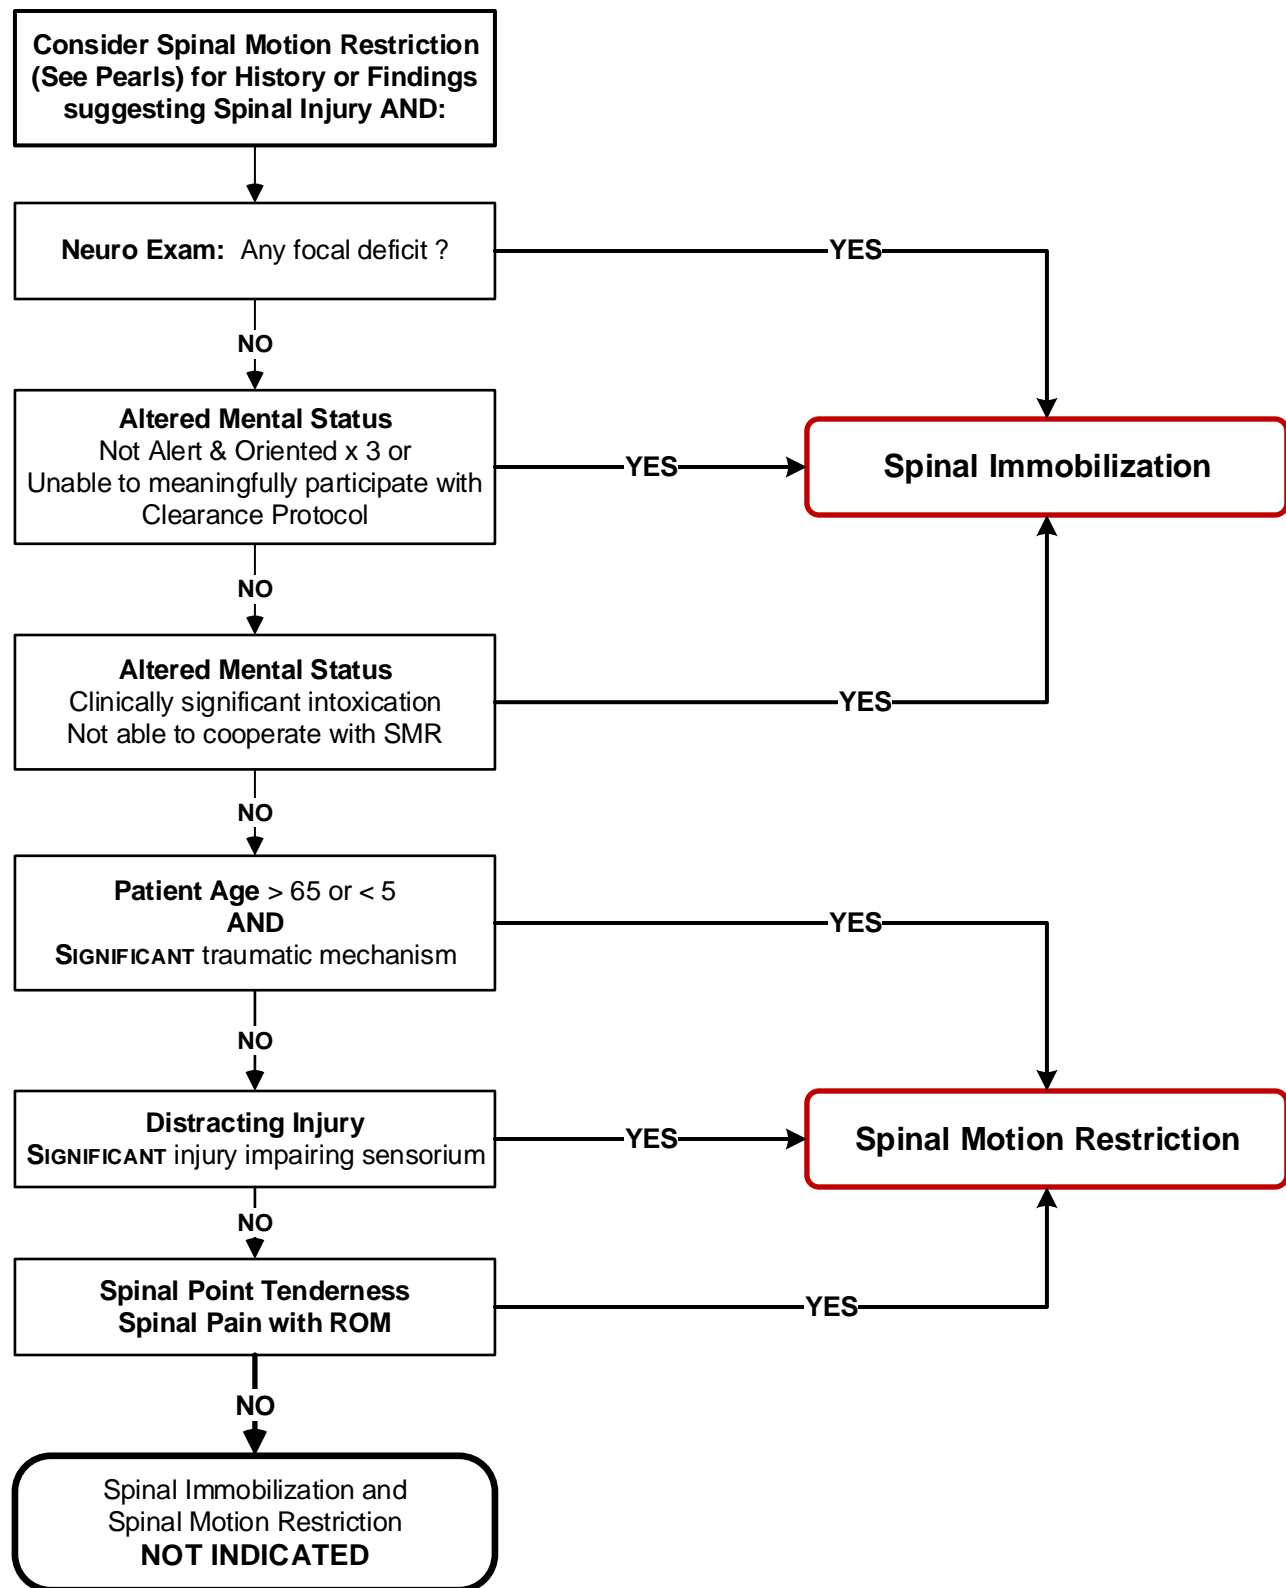 Consider Spinal Motion Restriction
(See Pearls) for History or Findings
suggesting Spinal Injury AND:
Neuro Exam: Any focal deficit ?
YES
NO
Altered Mental Status
Not Alert & Oriented x 3 or
Unable to meaningfully participate with
Clearance Protocol
YES
Spinal Immobilization
NO
Altered Mental Status
Clinically significant intoxication
Not able to cooperate with SMR
YES
NO
Patient Age > 65 or < 5
AND
SIGNIFICANT traumatic mechanism
YES
NO
Distracting Injury
SIGNIFICANT injury impairing sensorium
YES
Spinal Motion Restriction
NO
Spinal Point Tenderness
Spinal Pain with ROM
YES
NO
Spinal Immobilization and
Spinal Motion Restriction
NOT INDICATED